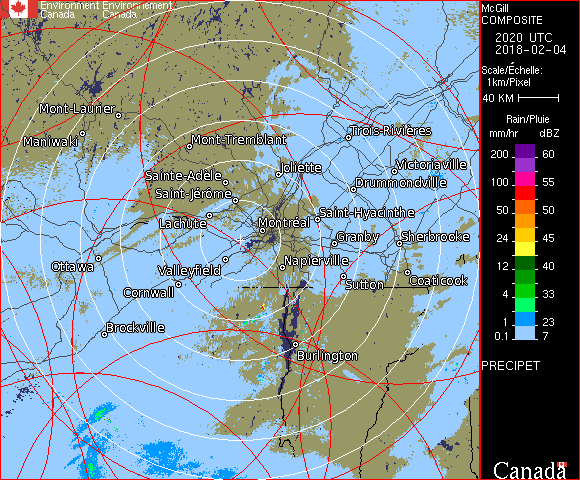 Environment Environnement
Canada Canada
McGill
COMPOSITE
2020 UTC
2018-02-04
Scale/Échelle:
1km/Pixel
40 KM
Rain/Pluie
mm/hr dBZ
200 60
100 55
50 50
24 45
12 40
4 33
1 23
0.1 7
PRECIPET
Canada
Mont-Laurier
Maniwaki
Trois-Rivières
Mont-Tremblant
Joliette
Victoriaville
Sainte-Adèle
Drummondville
Saint-Jérôme
Saint-Hyacinthe
Lachute
Montréal
Granby
Sherbrooke
Ottawa
Napierville
Valleyfield
Sutton
Coaticook
Cornwall
Brockville
Burlington